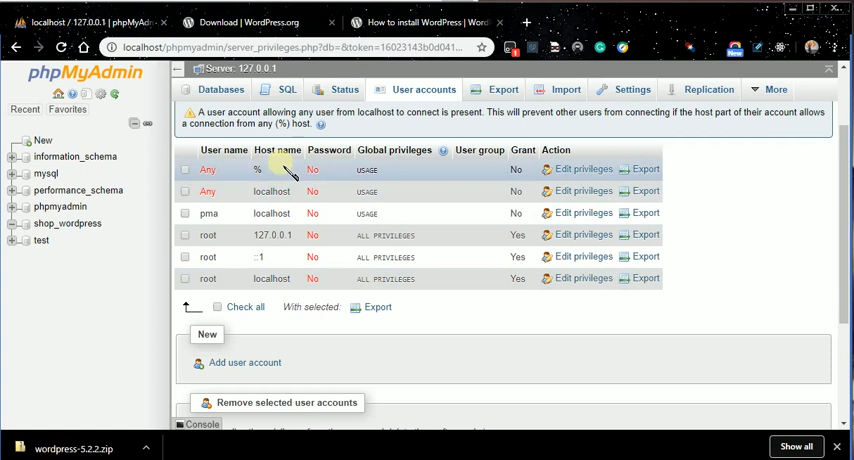 localhost / 127.0.0.1 | phpMyAdm
Download | WordPress.org
How to install WordPress | Word
localhost/phpmyadmin/server_privileges.php?db=&token=16023143b0d041...
1
New
phpMyAdmin
Recent
Favorites
New
information_schema
mysql
performance_schema
phpmyadmin
shop_wordpress
test
Server: 127.0.0.1
Databases
SQL
Status
User accounts
Export
Import
Settings
Replication
More
A user account allowing any user from localhost to connect is present. This will prevent other users from connecting if the host part of their account allows
a connection from any (%) host.
User name Host name Password Global privileges User group Grant Action
Any % No USAGE No Edit privileges Export
Any localhost No USAGE No Edit privileges Export
pma localhost No USAGE No Edit privileges Export
root 127.0.0.1 No ALL PRIVILEGES Yes Edit privileges Export
root ::1 No ALL PRIVILEGES Yes Edit privileges Export
root localhost No ALL PRIVILEGES Yes Edit privileges Export
Check all With selected: Export
New
Add user account
Remove selected user accounts
Console
wordpress-5.2.2.zip
Show all